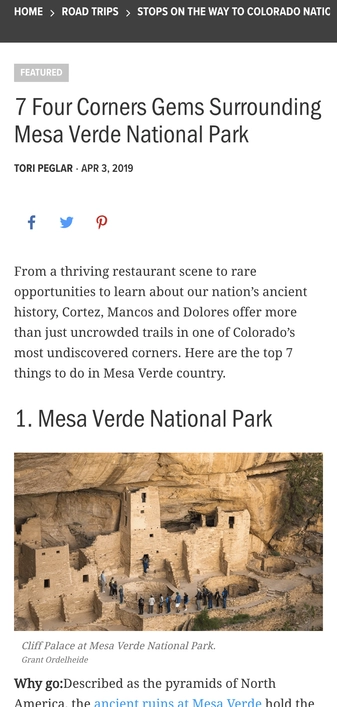 HOME > ROAD TRIPS > STOPS ON THE WAY TO COLORADO NATIC
FEATURED
7 Four Corners Gems Surrounding
Mesa Verde National Park
TORI PEGLAR - APR 3, 2019
From a thriving restaurant scene to rare
opportunities to learn about our nation's ancient
history, Cortez, Mancos and Dolores offer more
than just uncrowded trails in one of Colorado's
most undiscovered corners. Here are the top 7
things to do in Mesa Verde country.
1. Mesa Verde National Park
Cliff Palace at Mesa Verde National Park.
Grant Ordelheide
Why go:Described as the pyramids of North
America, the ancient ruins at Mesa Verde hold the